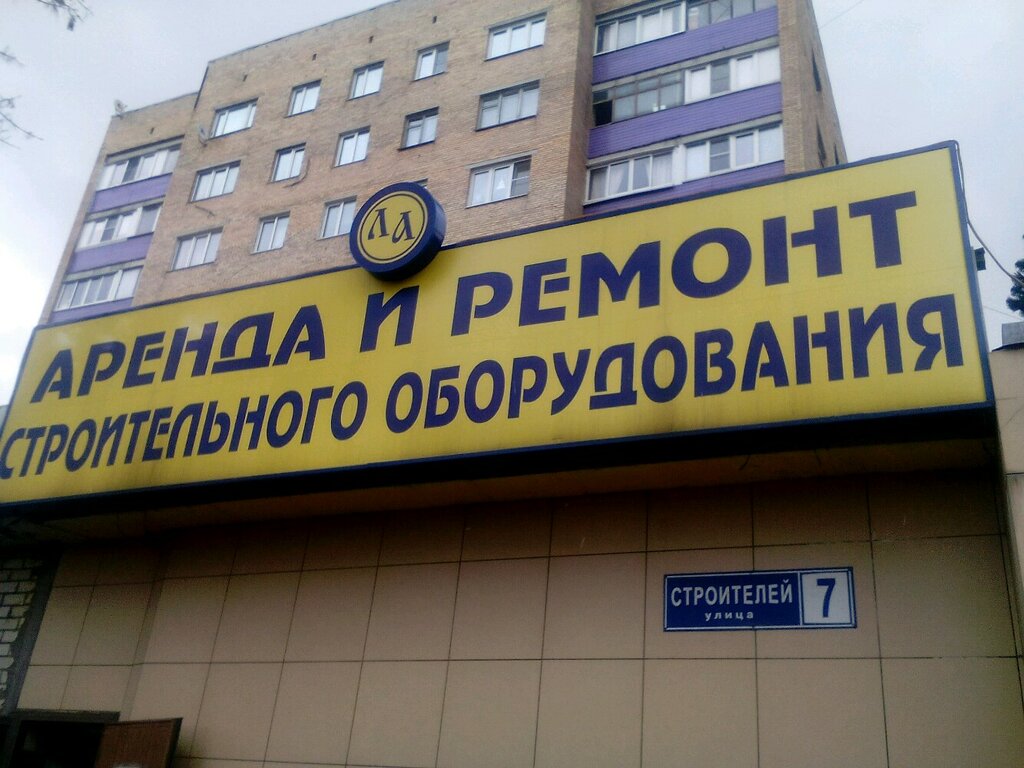 ЛА
АРЕНДА И РЕМОНТ
СТРОИТЕЛЬНОГО ОБОРУДОВАНИЯ
СТРОИТЕЛЕЙ 7
улица